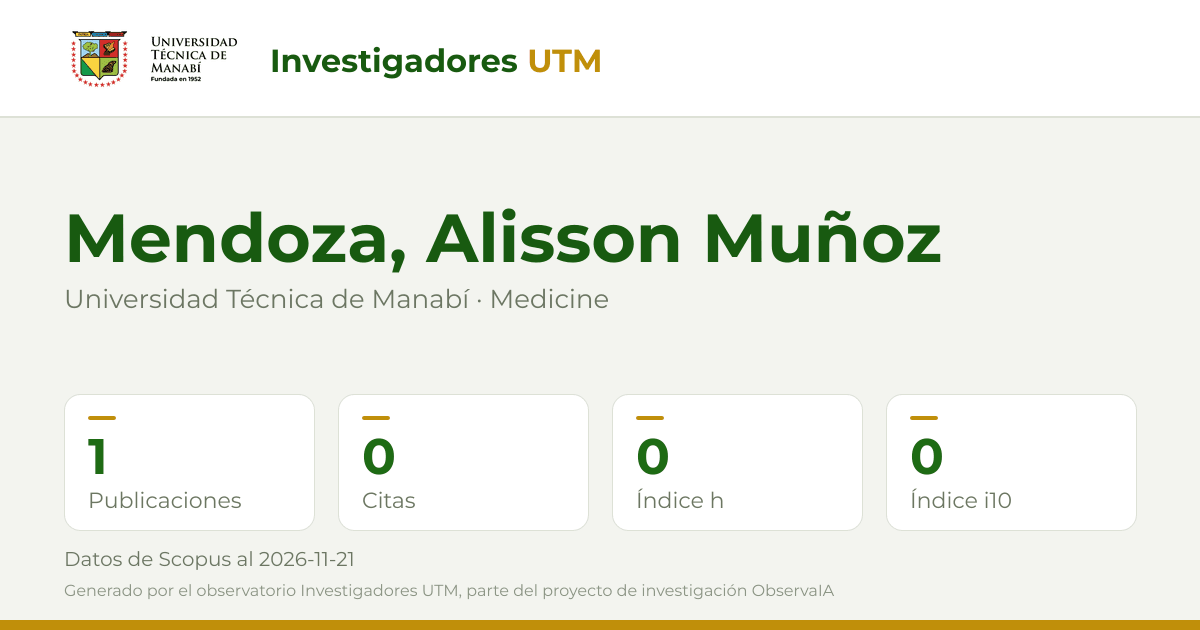 UNIVERSIDAD
TÉCNICA DE
MANABÍ
Fundada en 1952
Investigadores UTM
Mendoza, Alisson Muñoz
Universidad Técnica de Manabí · Medicine
1
Publicaciones
0
Citas
0
Índice h
0
Índice i10
Datos de Scopus al 2026-11-21
Generado por el observatorio Investigadores UTM, parte del proyecto de investigación ObservaIA